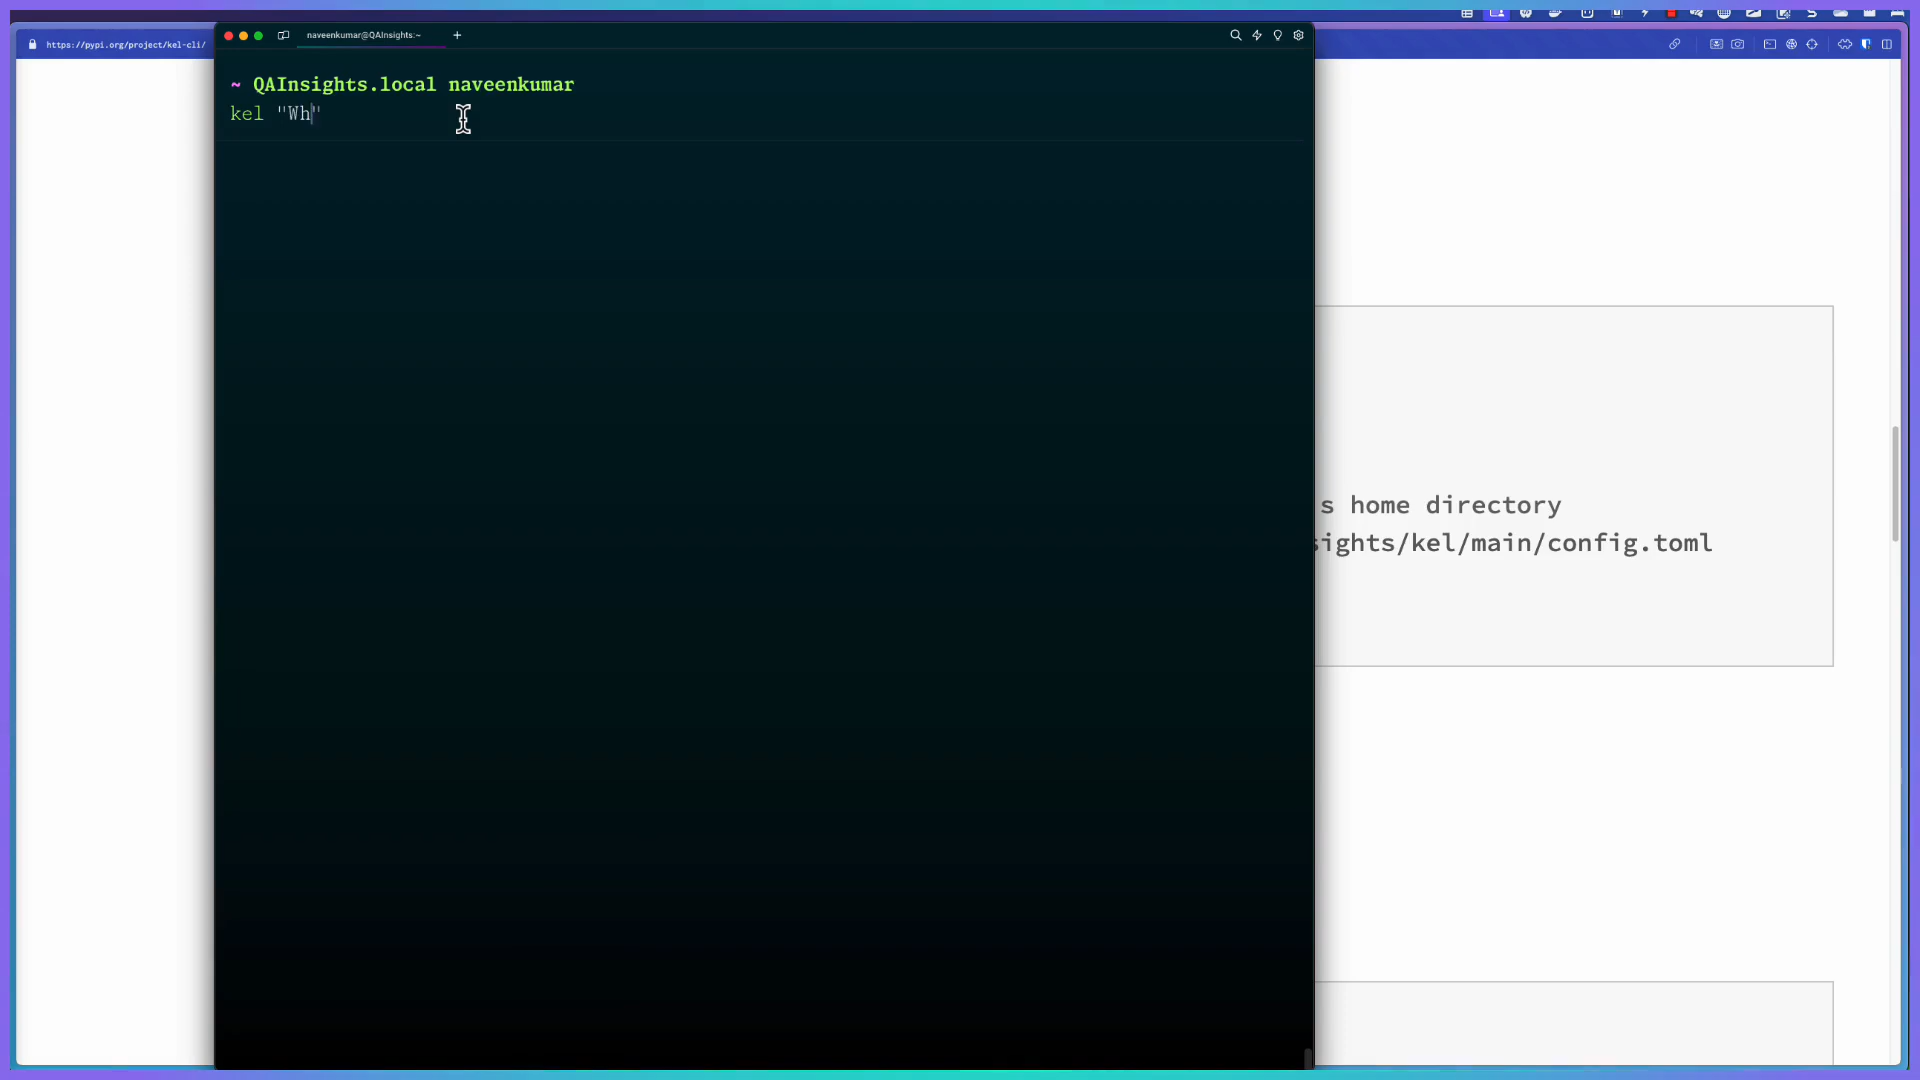 https://pypi.org/project/kel-cli/
naveenkumar@QAInsights:~
~ QAInsights.local naveenkumar
kel "Wh"
s home directory
sights/kel/main/config.toml